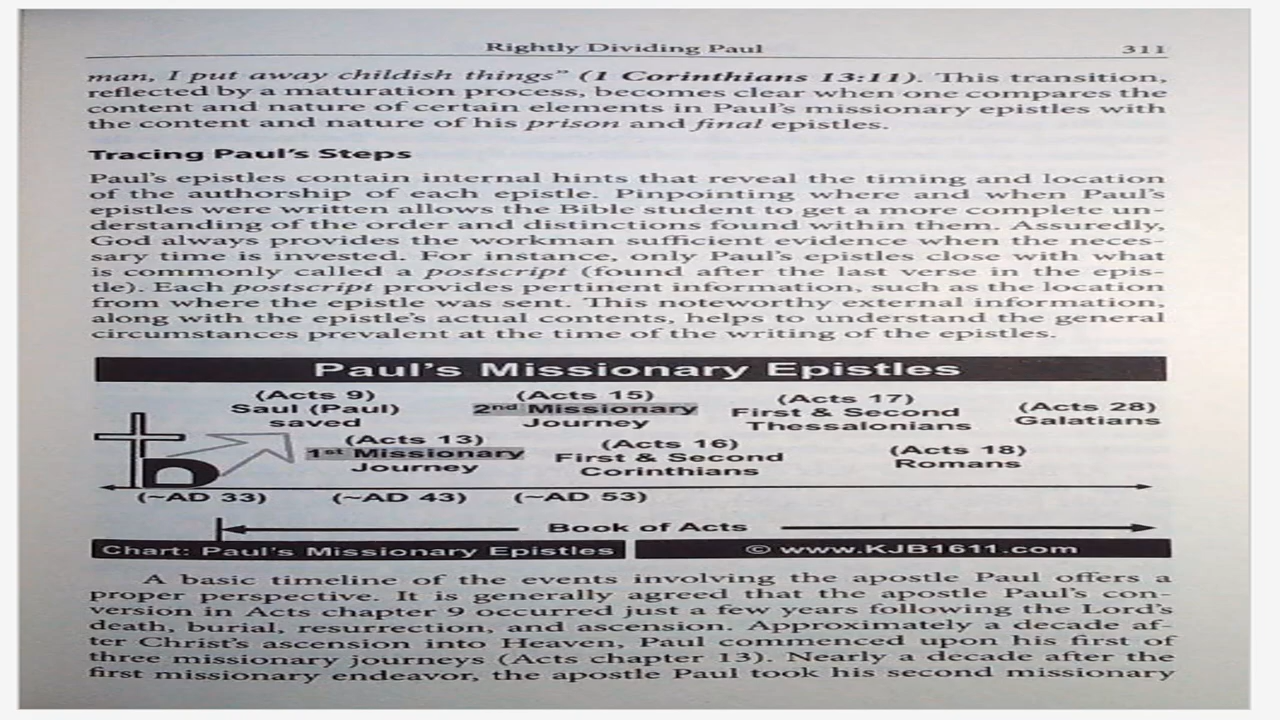 Rightly Dividing Paul 311
man, I put away childish things" (1 Corinthians 13:11). This transition,
reflected by a maturation process, becomes clear when one compares the
content and nature of certain elements in Paul's missionary epistles with
the content and nature of his prison and final epistles.
Tracing Paul's Steps
Paul's epistles contain internal hints that reveal the timing and location
of the authorship of each epistle. Pinpointing where and when Paul's
epistles were written allows the Bible student to get a more complete un-
derstanding of the order and distinctions found within them. Assuredly,
God always provides the workman sufficient evidence when the neces-
sary time is invested. For instance, only Paul's epistles close with what
is commonly called a postscript (found after the last verse in the epis-
tle). Each postscript provides pertinent information, such as the location
from where the epistle was sent. This noteworthy external information,
along with the epistle's actual contents, helps to understand the general
circumstances prevalent at the time of the writing of the epistles.
Paul's Missionary Epistles
(Acts 9)
Saul (Paul)
saved
(Acts 13)
1st Missionary
Journey
(Acts 15)
2nd Missionary
Journey
(Acts 16)
First & Second
Corinthians
(Acts 17)
First & Second
Thessalonians
(Acts 18)
Romans
(Acts 28)
Galatians
(~AD 33) (~AD 43) (~AD 53)
Book of Acts
Chart: Paul's Missionary Epistles © www.KJB1611.com
A basic timeline of the events involving the apostle Paul offers a
proper perspective. It is generally agreed that the apostle Paul's con-
version in Acts chapter 9 occurred just a few years following the Lord's
death, burial, resurrection, and ascension. Approximately a decade af-
ter Christ's ascension into Heaven, Paul commenced upon his first of
three missionary journeys (Acts chapter 13). Nearly a decade after the
first missionary endeavor, the apostle Paul took his second missionary